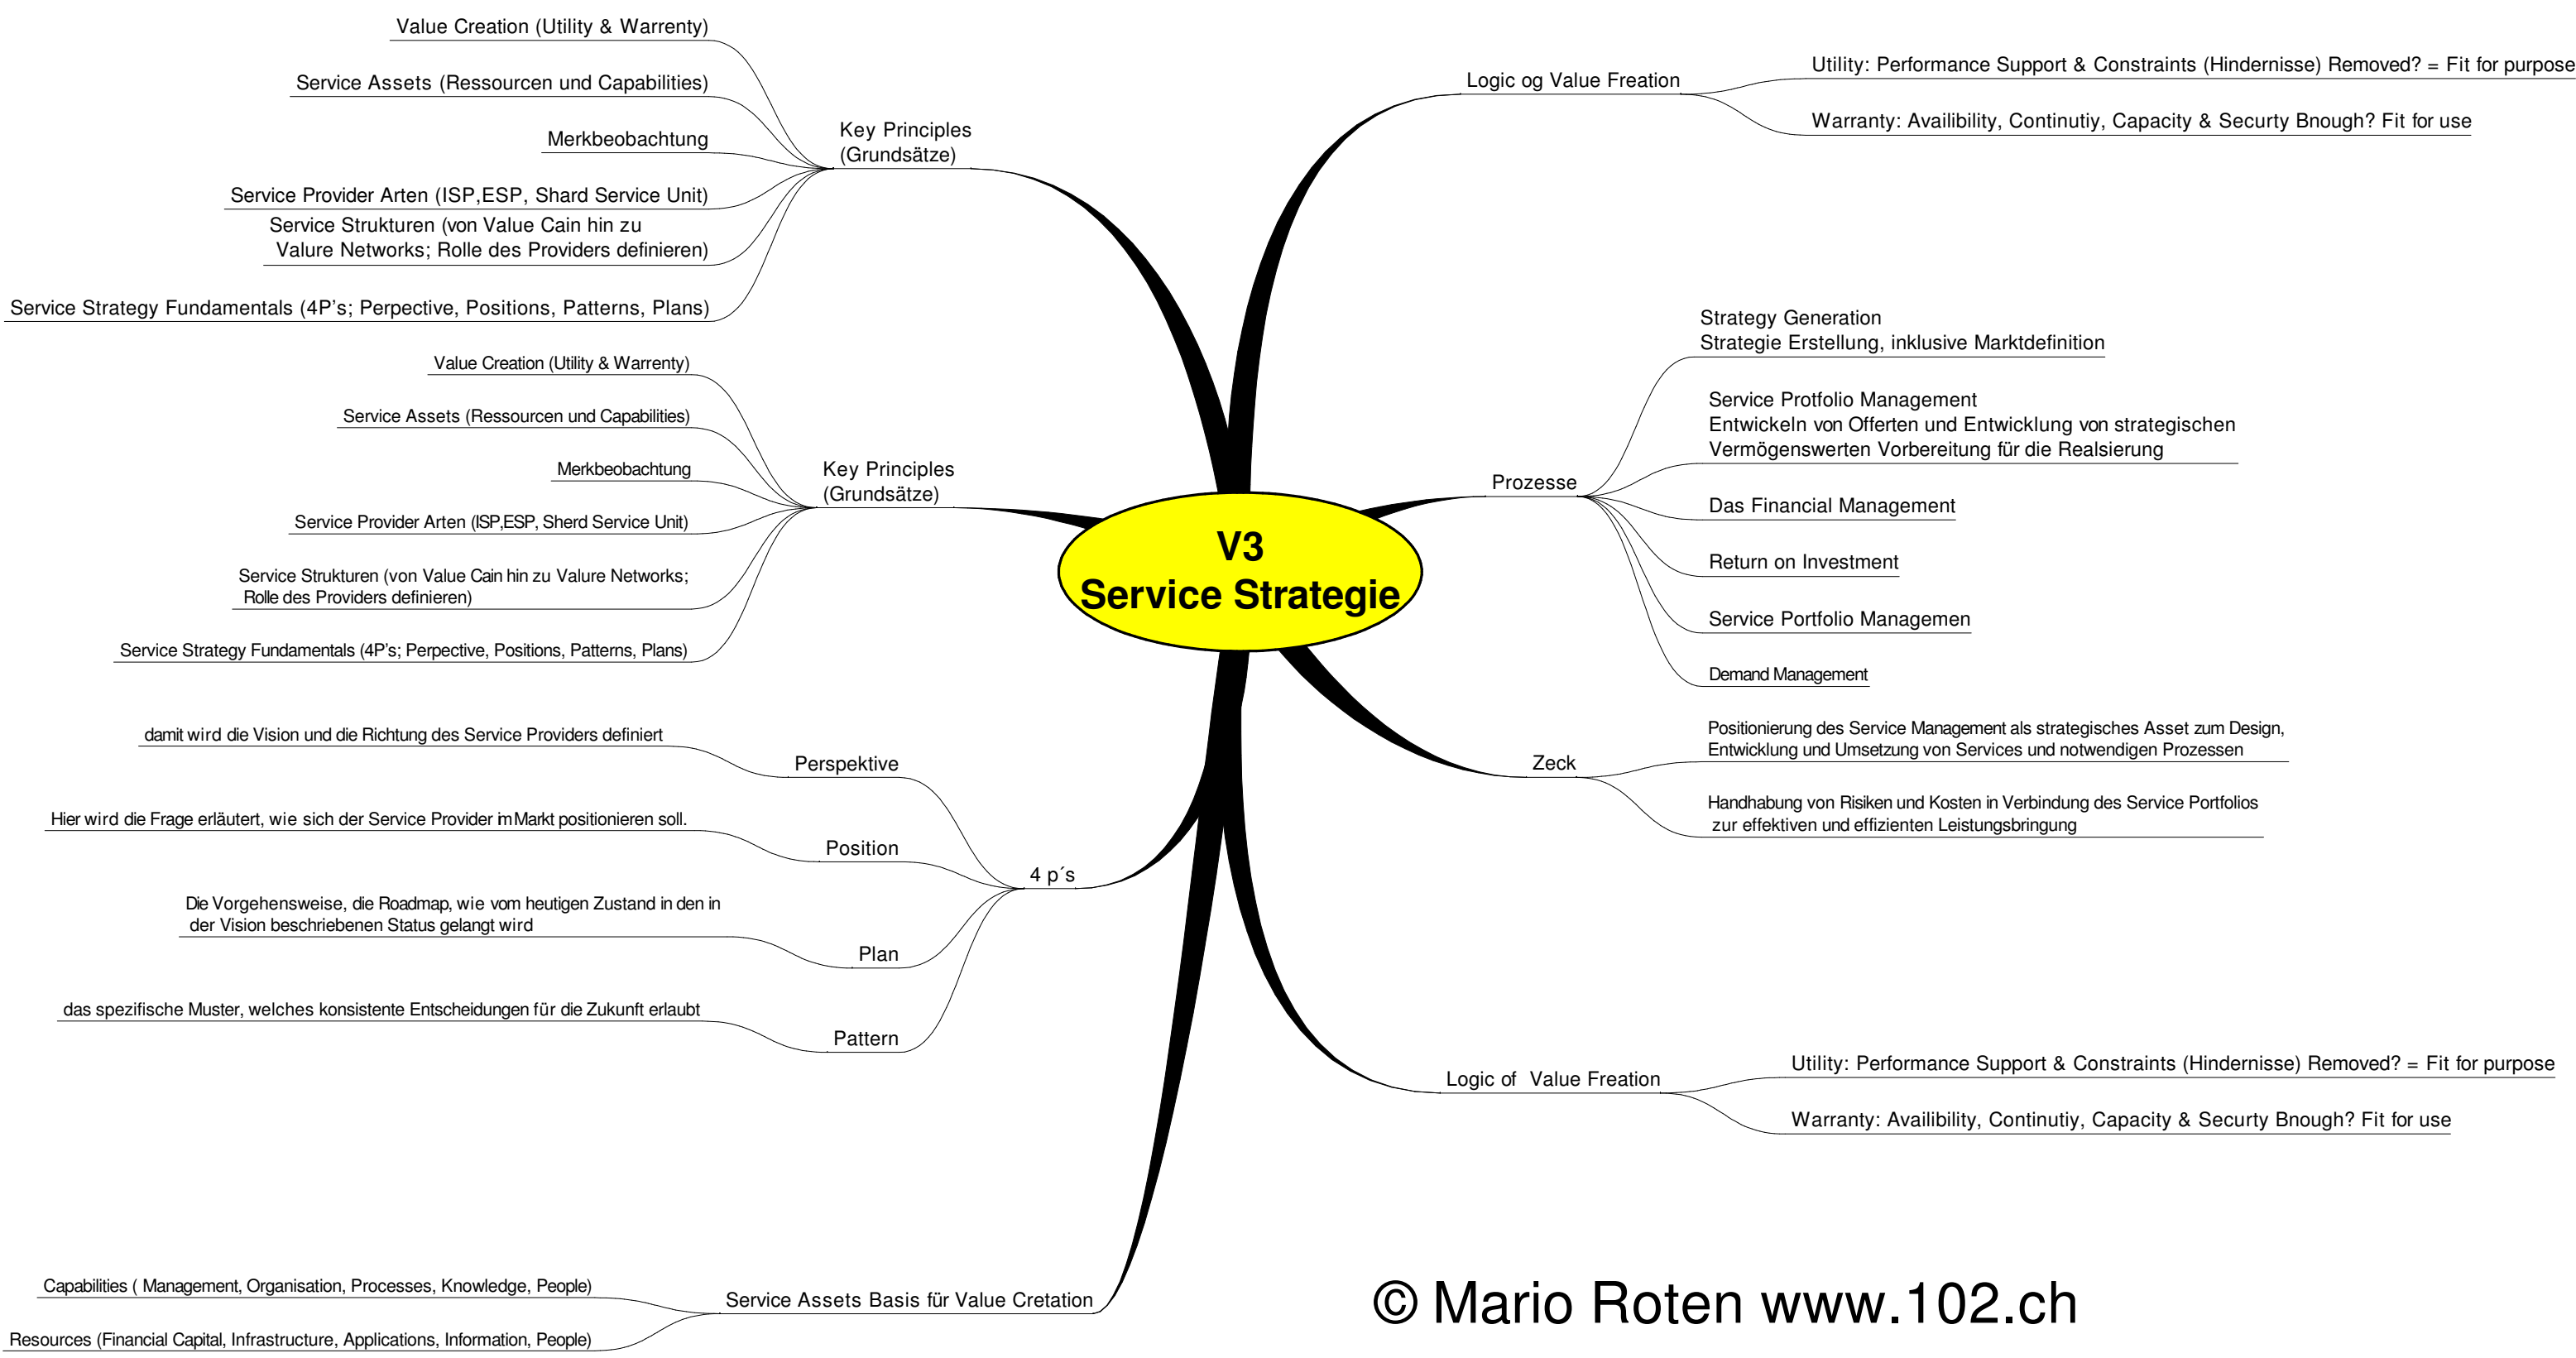 Value Creation (Utility & Warrenty)
Service Assets (Ressourcen und Capabilities)
Merkbeobachtung
Service Provider Arten (ISP,ESP, Shard Service Unit)
Service Strukturen (von Value Cain hin zu
Valure Networks; Rolle des Providers definieren)
Service Strategy Fundamentals (4P's; Perpective, Positions, Patterns, Plans)
Key Principles
(Grundsätze)
Value Creation (Utility & Warrenty)
Service Assets (Ressourcen und Capabilities)
Merkbeobachtung
Service Provider Arten (ISP,ESP, Sherd Service Unit)
Service Strukturen (von Value Cain hin zu Valure Networks;
Rolle des Providers definieren)
Service Strategy Fundamentals (4P's; Perpective, Positions, Patterns, Plans)
Key Principles
(Grundsätze)
damit wird die Vision und die Richtung des Service Providers definiert
Perspektive
Hier wird die Frage erläutert, wie sich der Service Provider im Markt positionieren soll.
Position
Die Vorgehensweise, die Roadmap, wie vom heutigen Zustand in den in
der Vision beschriebenen Status gelangt wird
Plan
das spezifische Muster, welches konsistente Entscheidungen für die Zukunft erlaubt
Pattern
4 p´s
Capabilities ( Management, Organisation, Processes, Knowledge, People)
Resources (Financial Capital, Infrastructure, Applications, Information, People)
Service Assets Basis für Value Cretation
V3
Service Strategie
Logic og Value Freation
Utility: Performance Support & Constraints (Hindernisse) Removed? = Fit for purpose
Warranty: Availibility, Continutiy, Capacity & Securty Bnough? Fit for use
Prozesse
Strategy Generation
Strategie Erstellung, inklusive Marktdefinition
Service Protfolio Management
Entwickeln von Offerten und Entwicklung von strategischen
Vermögenswerten Vorbereitung für die Realsierung
Das Financial Management
Return on Investment
Service Portfolio Managemen
Demand Management
Zeck
Positionierung des Service Management als strategisches Asset zum Design,
Entwicklung und Umsetzung von Services und notwendigen Prozessen
Handhabung von Risiken und Kosten in Verbindung des Service Portfolios
zur effektiven und effizienten Leistungsbringung
Logic of Value Freation
Utility: Performance Support & Constraints (Hindernisse) Removed? = Fit for purpose
Warranty: Availibility, Continutiy, Capacity & Securty Bnough? Fit for use
© Mario Roten www.102.ch